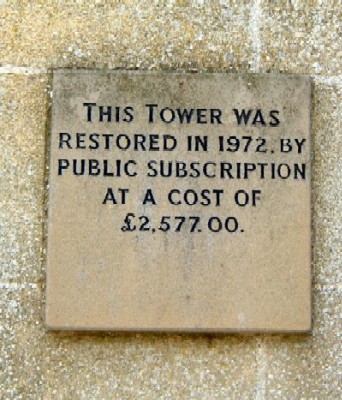 THIS TOWER WAS
RESTORED IN 1972, BY
PUBLIC SUBSCRIPTION
AT A COST OF
£2,577.00.